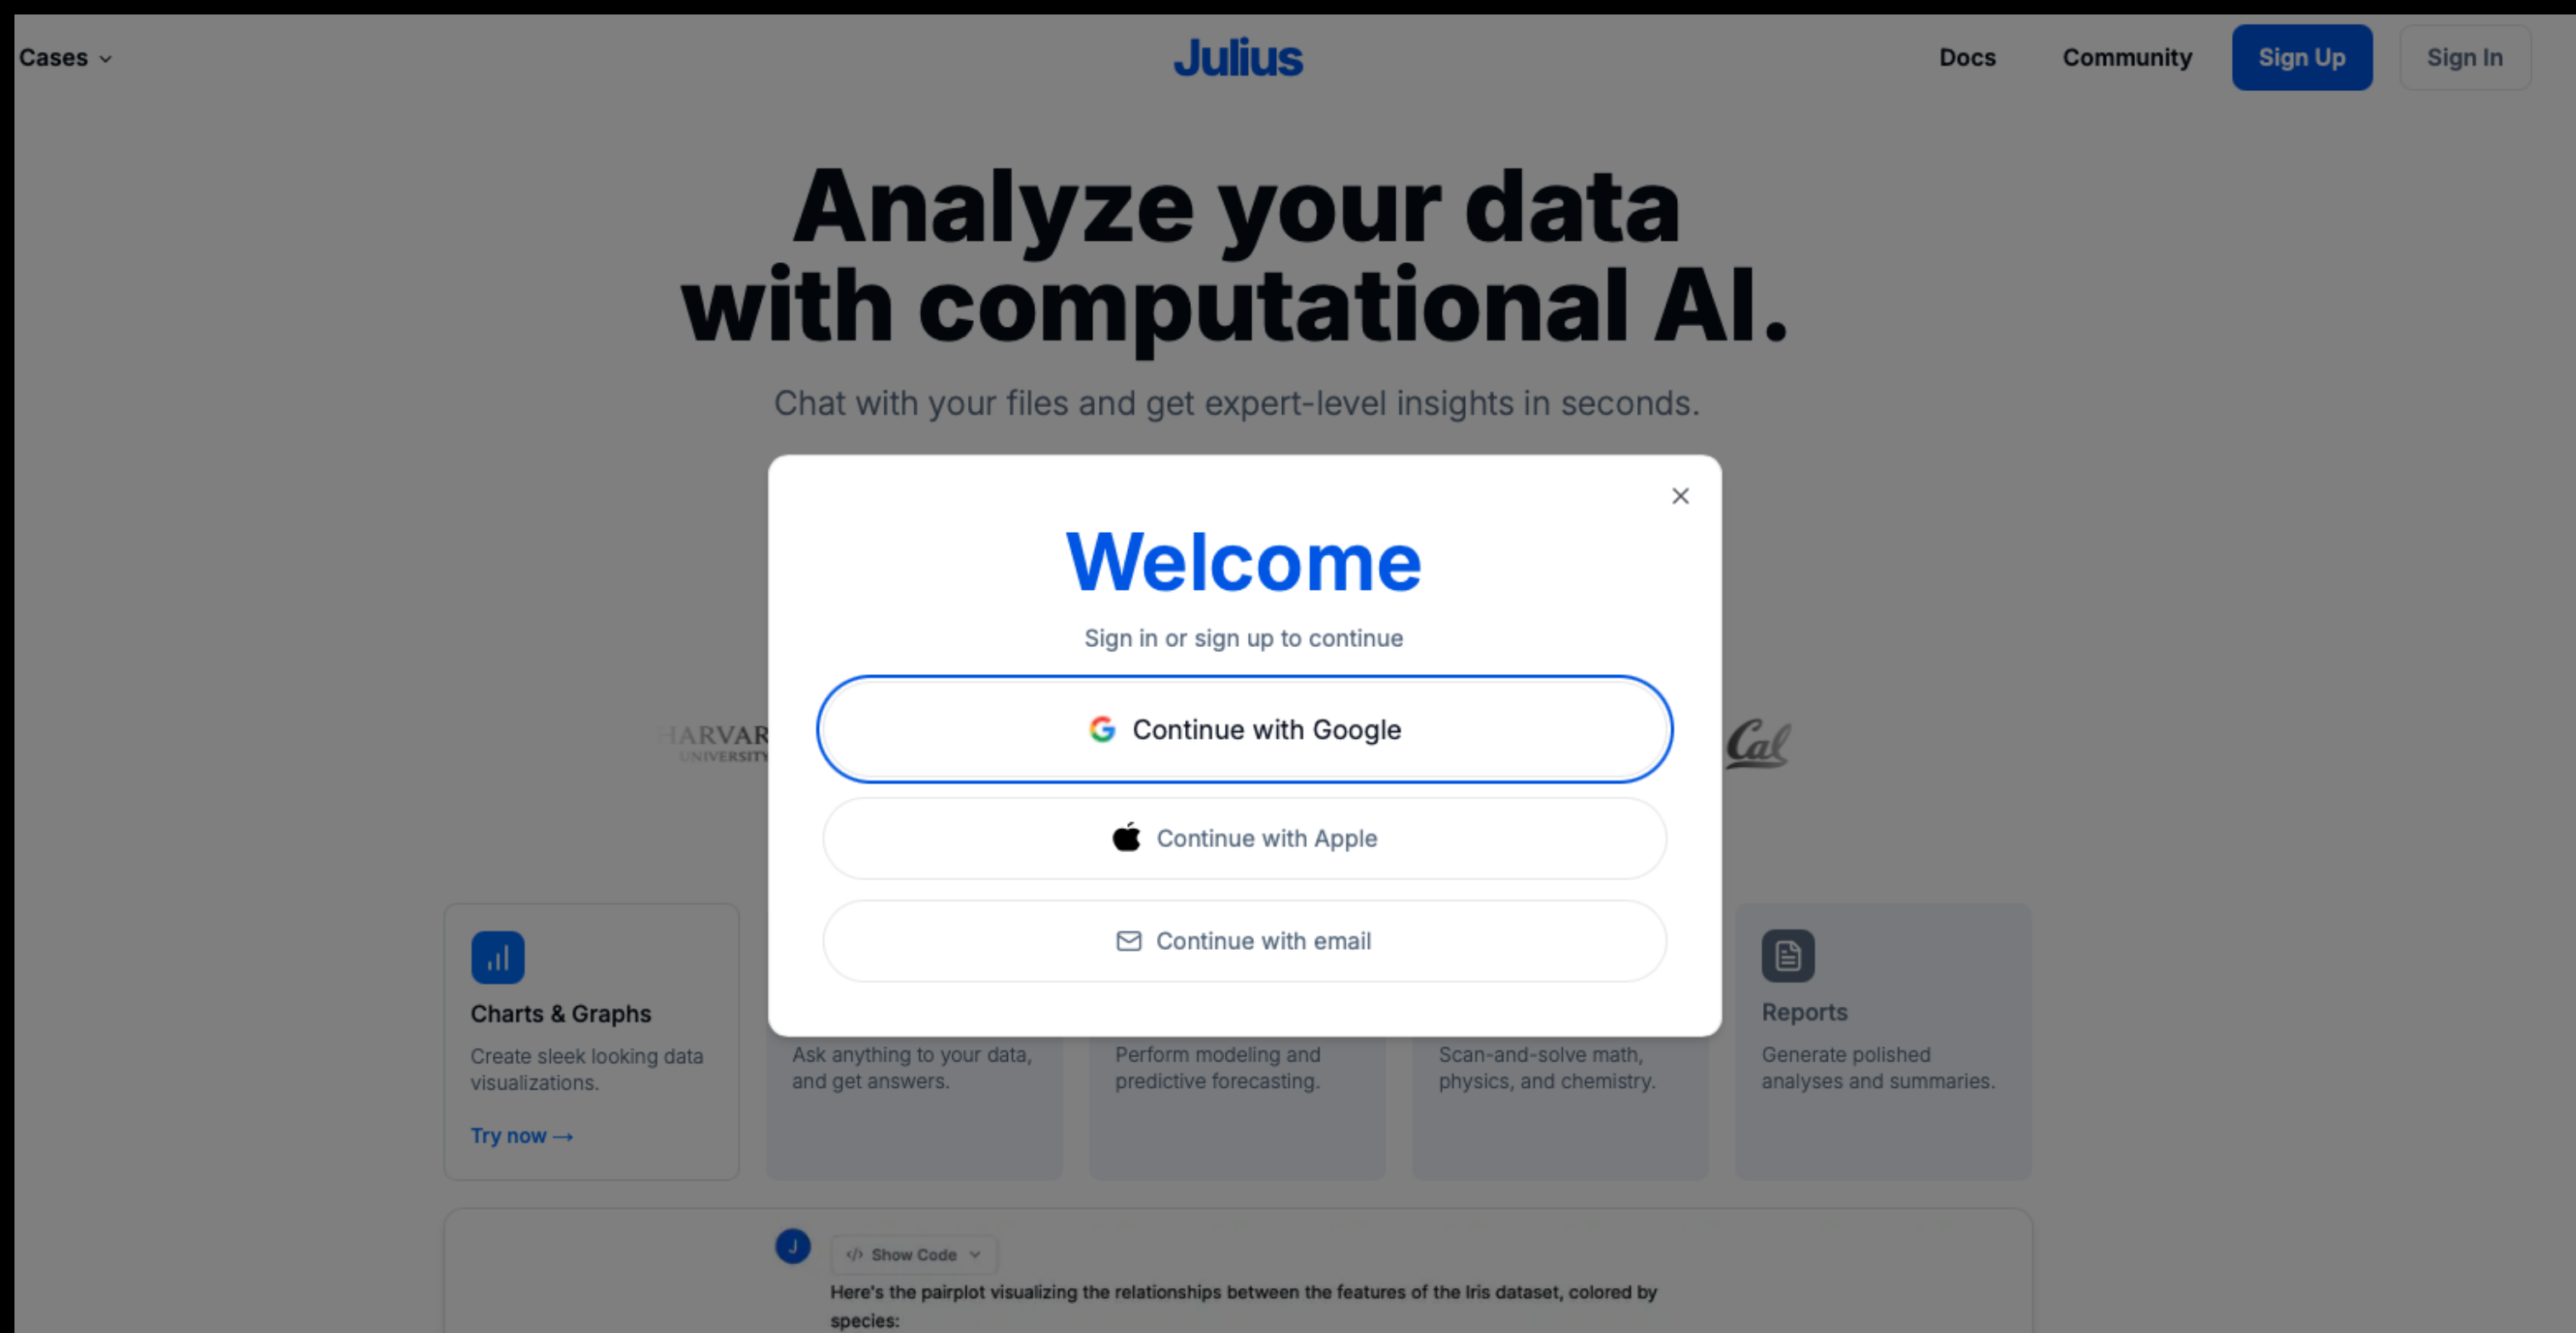 Cases
Julius
Docs
Community
Sign Up
Sign In
Analyze your data
with computational AI.
Chat with your files and get expert-level insights in seconds.
Welcome
Sign in or sign up to continue
Continue with Google
Continue with Apple
Continue with email
HARVAR
UNIVERSITY
Cal
Charts & Graphs
Create sleek looking data
visualizations.
Try now →
Ask anything to your data,
and get answers.
Perform modeling and
predictive forecasting.
Scan-and-solve math,
physics, and chemistry.
Reports
Generate polished
analyses and summaries.
J
</> Show Code
Here's the pairplot visualizing the relationships between the features of the Iris dataset, colored by
species: